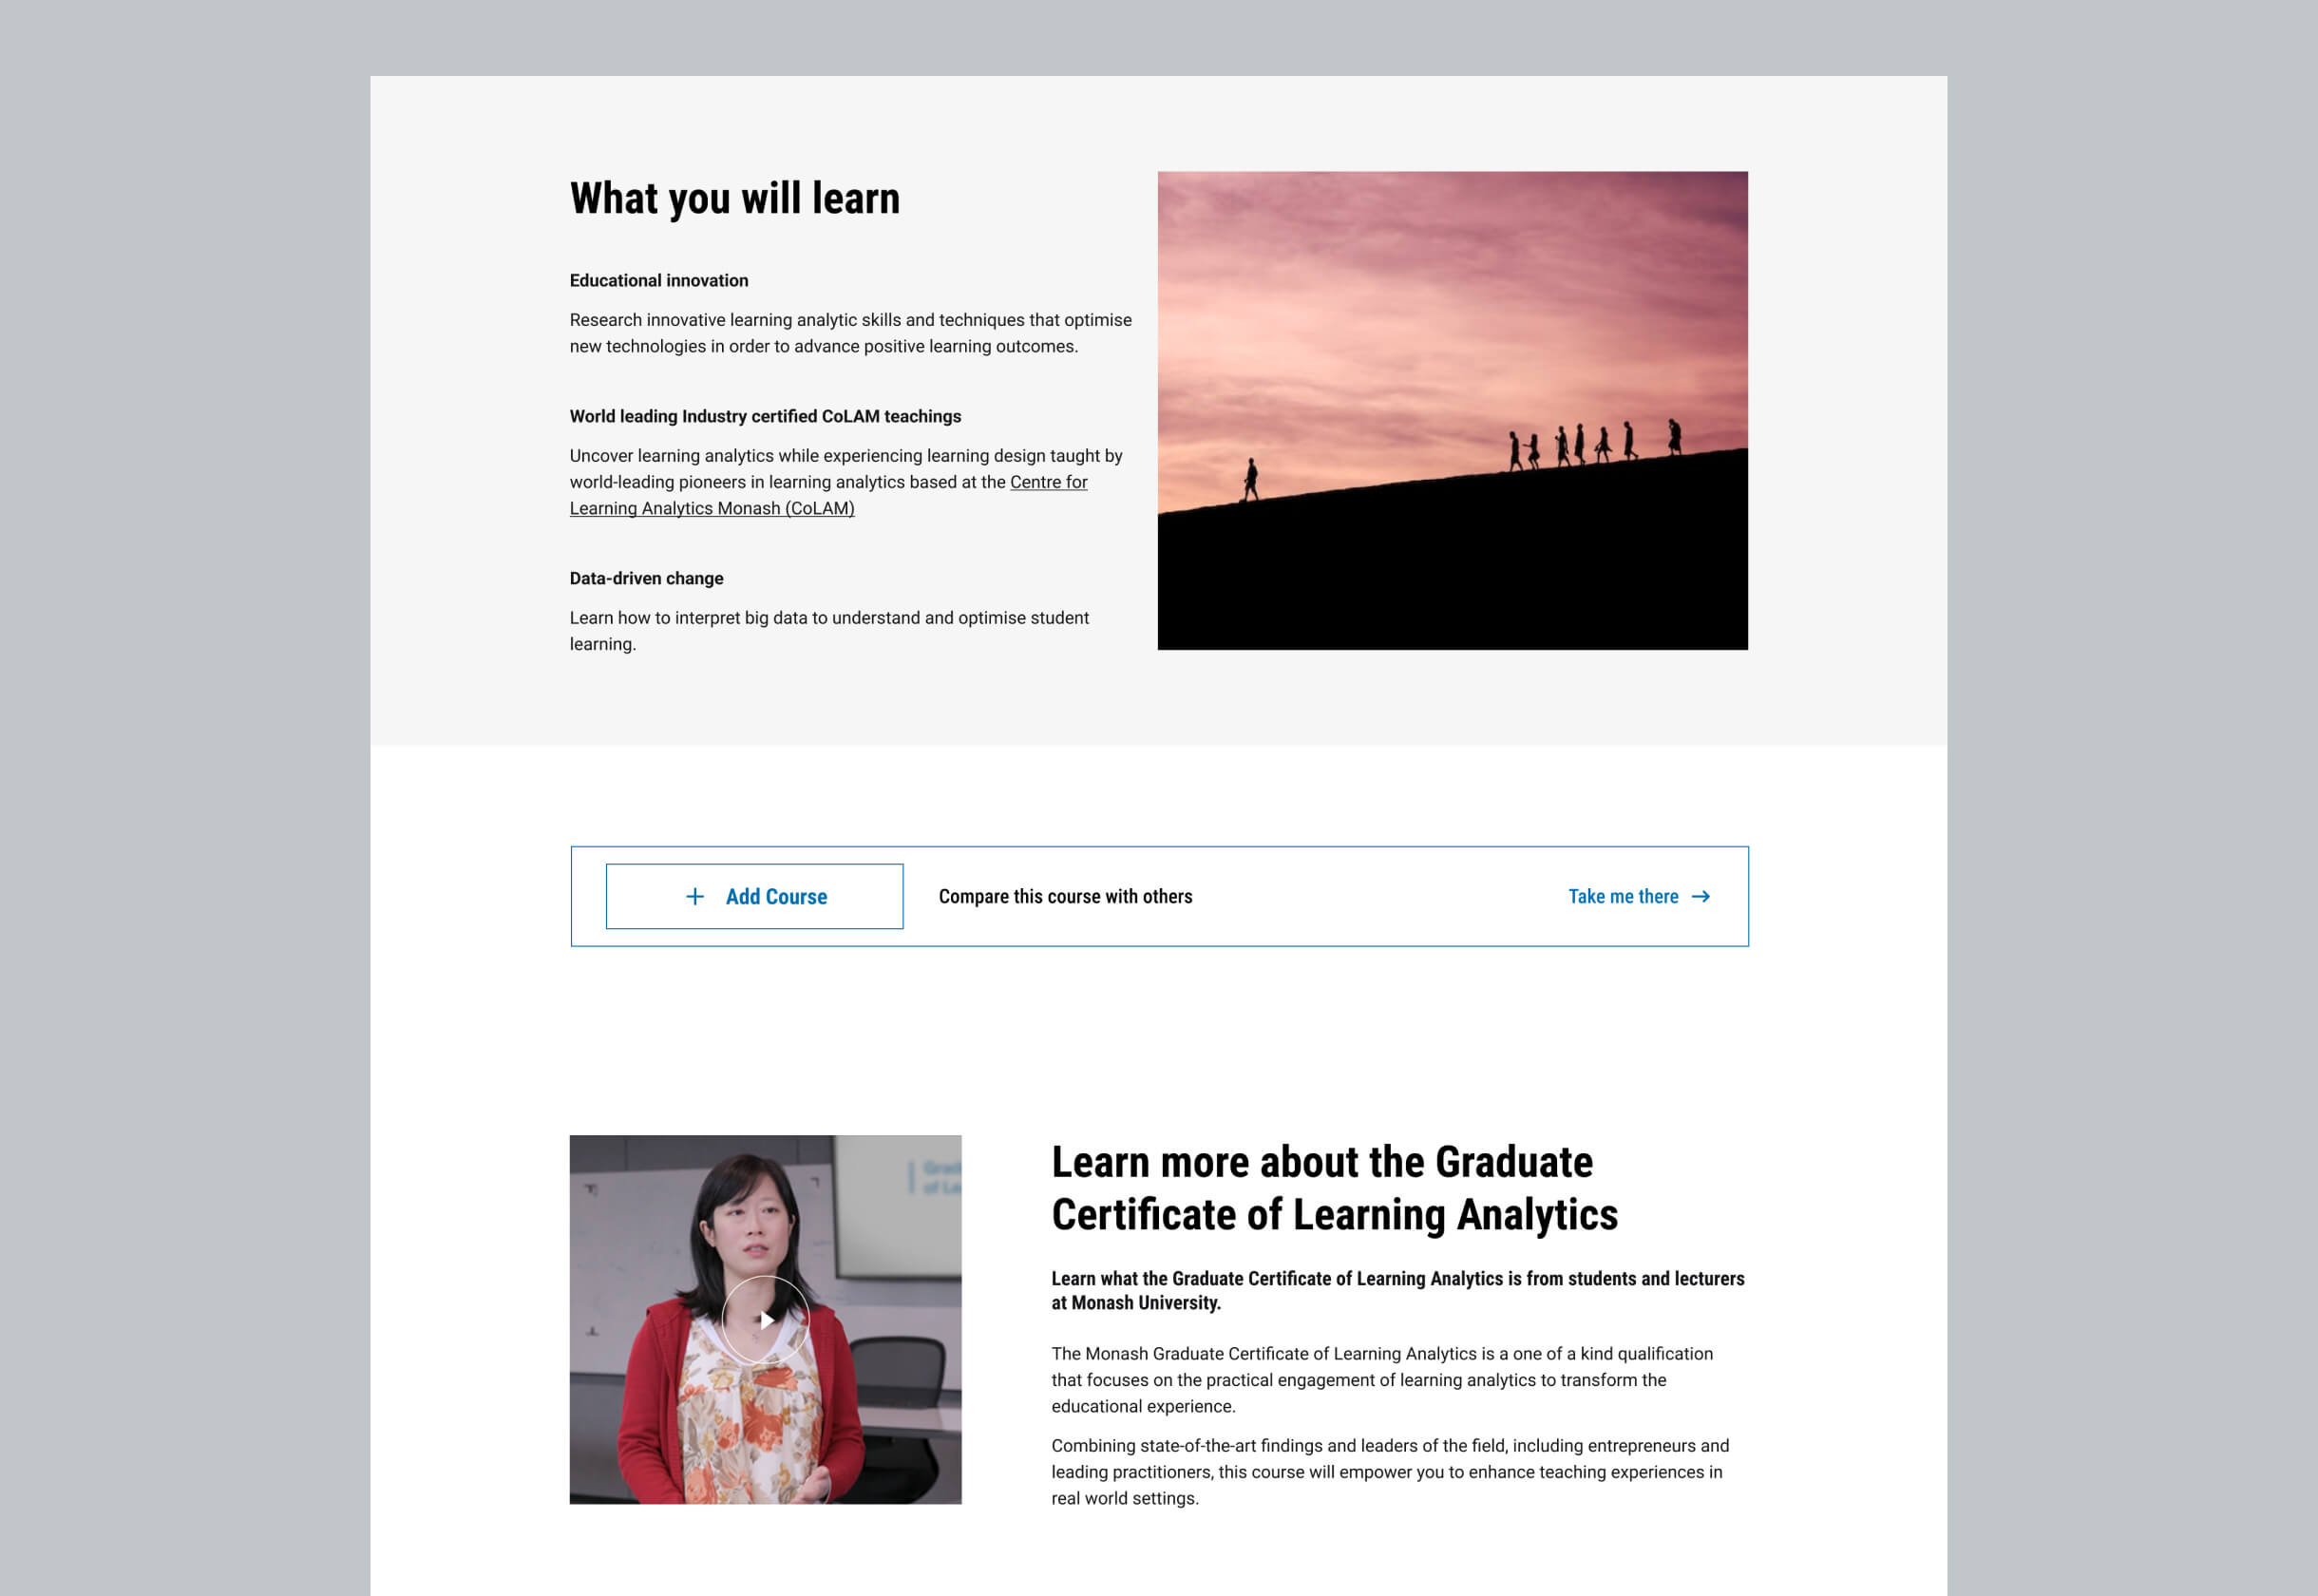 What you will learn
Educational innovation
Research innovative learning analytic skills and techniques that optimise
new technologies in order to advance positive learning outcomes.
World leading Industry certified CoLAM teachings
Uncover learning analytics while experiencing learning design taught by
world-leading pioneers in learning analytics based at the Centre for
Learning Analytics Monash (CoLAM)
Data-driven change
Learn how to interpret big data to understand and optimise student
learning.
Add Course
Compare this course with others
Take me there
Learn more about the Graduate
Certificate of Learning Analytics
Learn what the Graduate Certificate of Learning Analytics is from students and lecturers
at Monash University.
The Monash Graduate Certificate of Learning Analytics is a one of a kind qualification
that focuses on the practical engagement of learning analytics to transform the
educational experience.
Combining state-of-the-art findings and leaders of the field, including entrepreneurs and
leading practitioners, this course will empower you to enhance teaching experiences in
real world settings.